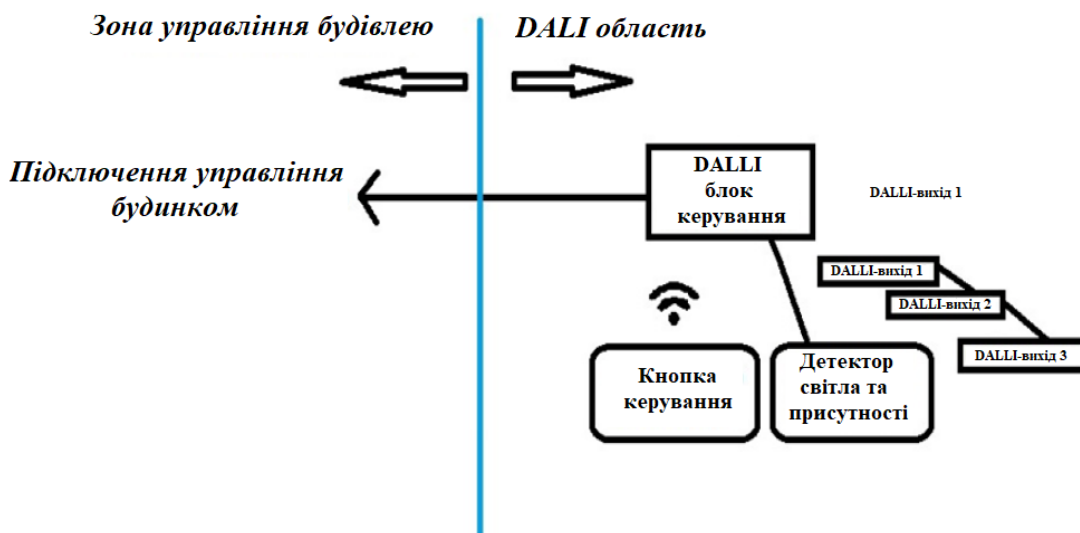 Зона управління будівлею
DALI область
Підключення управління
будинком
DALLI
блок
керування
DALLI-вихід 1
DALLI-вихід 1
DALLI-вихід 2
DALLI-вихід 3
Кнопка
керування
Детектор
світла та
присутності